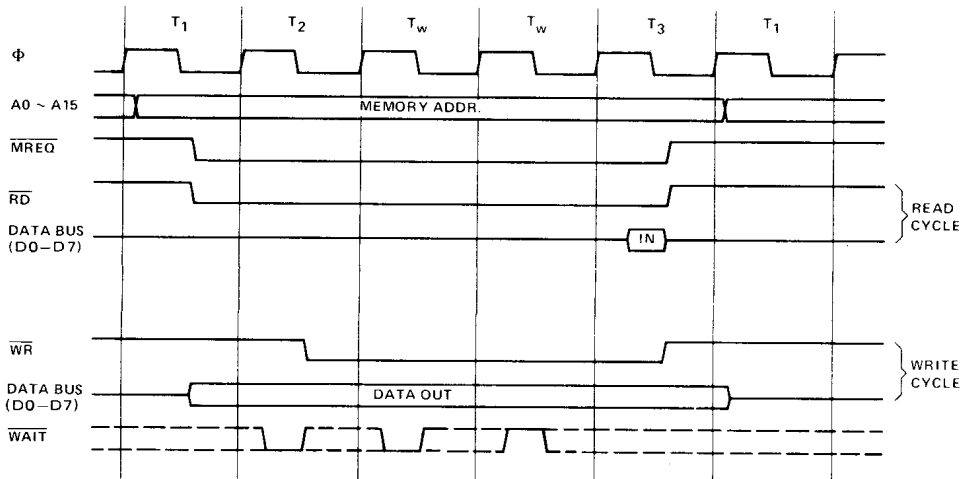 T1 T2 Tw Tw T3 T1
Φ
A0 ~ A15
MEMORY ADDR.
MREQ
RD
DATA BUS
(D0–D7)
IN
READ
CYCLE
WR
DATA BUS
(D0–D7)
DATA OUT
WRITE
CYCLE
WAIT